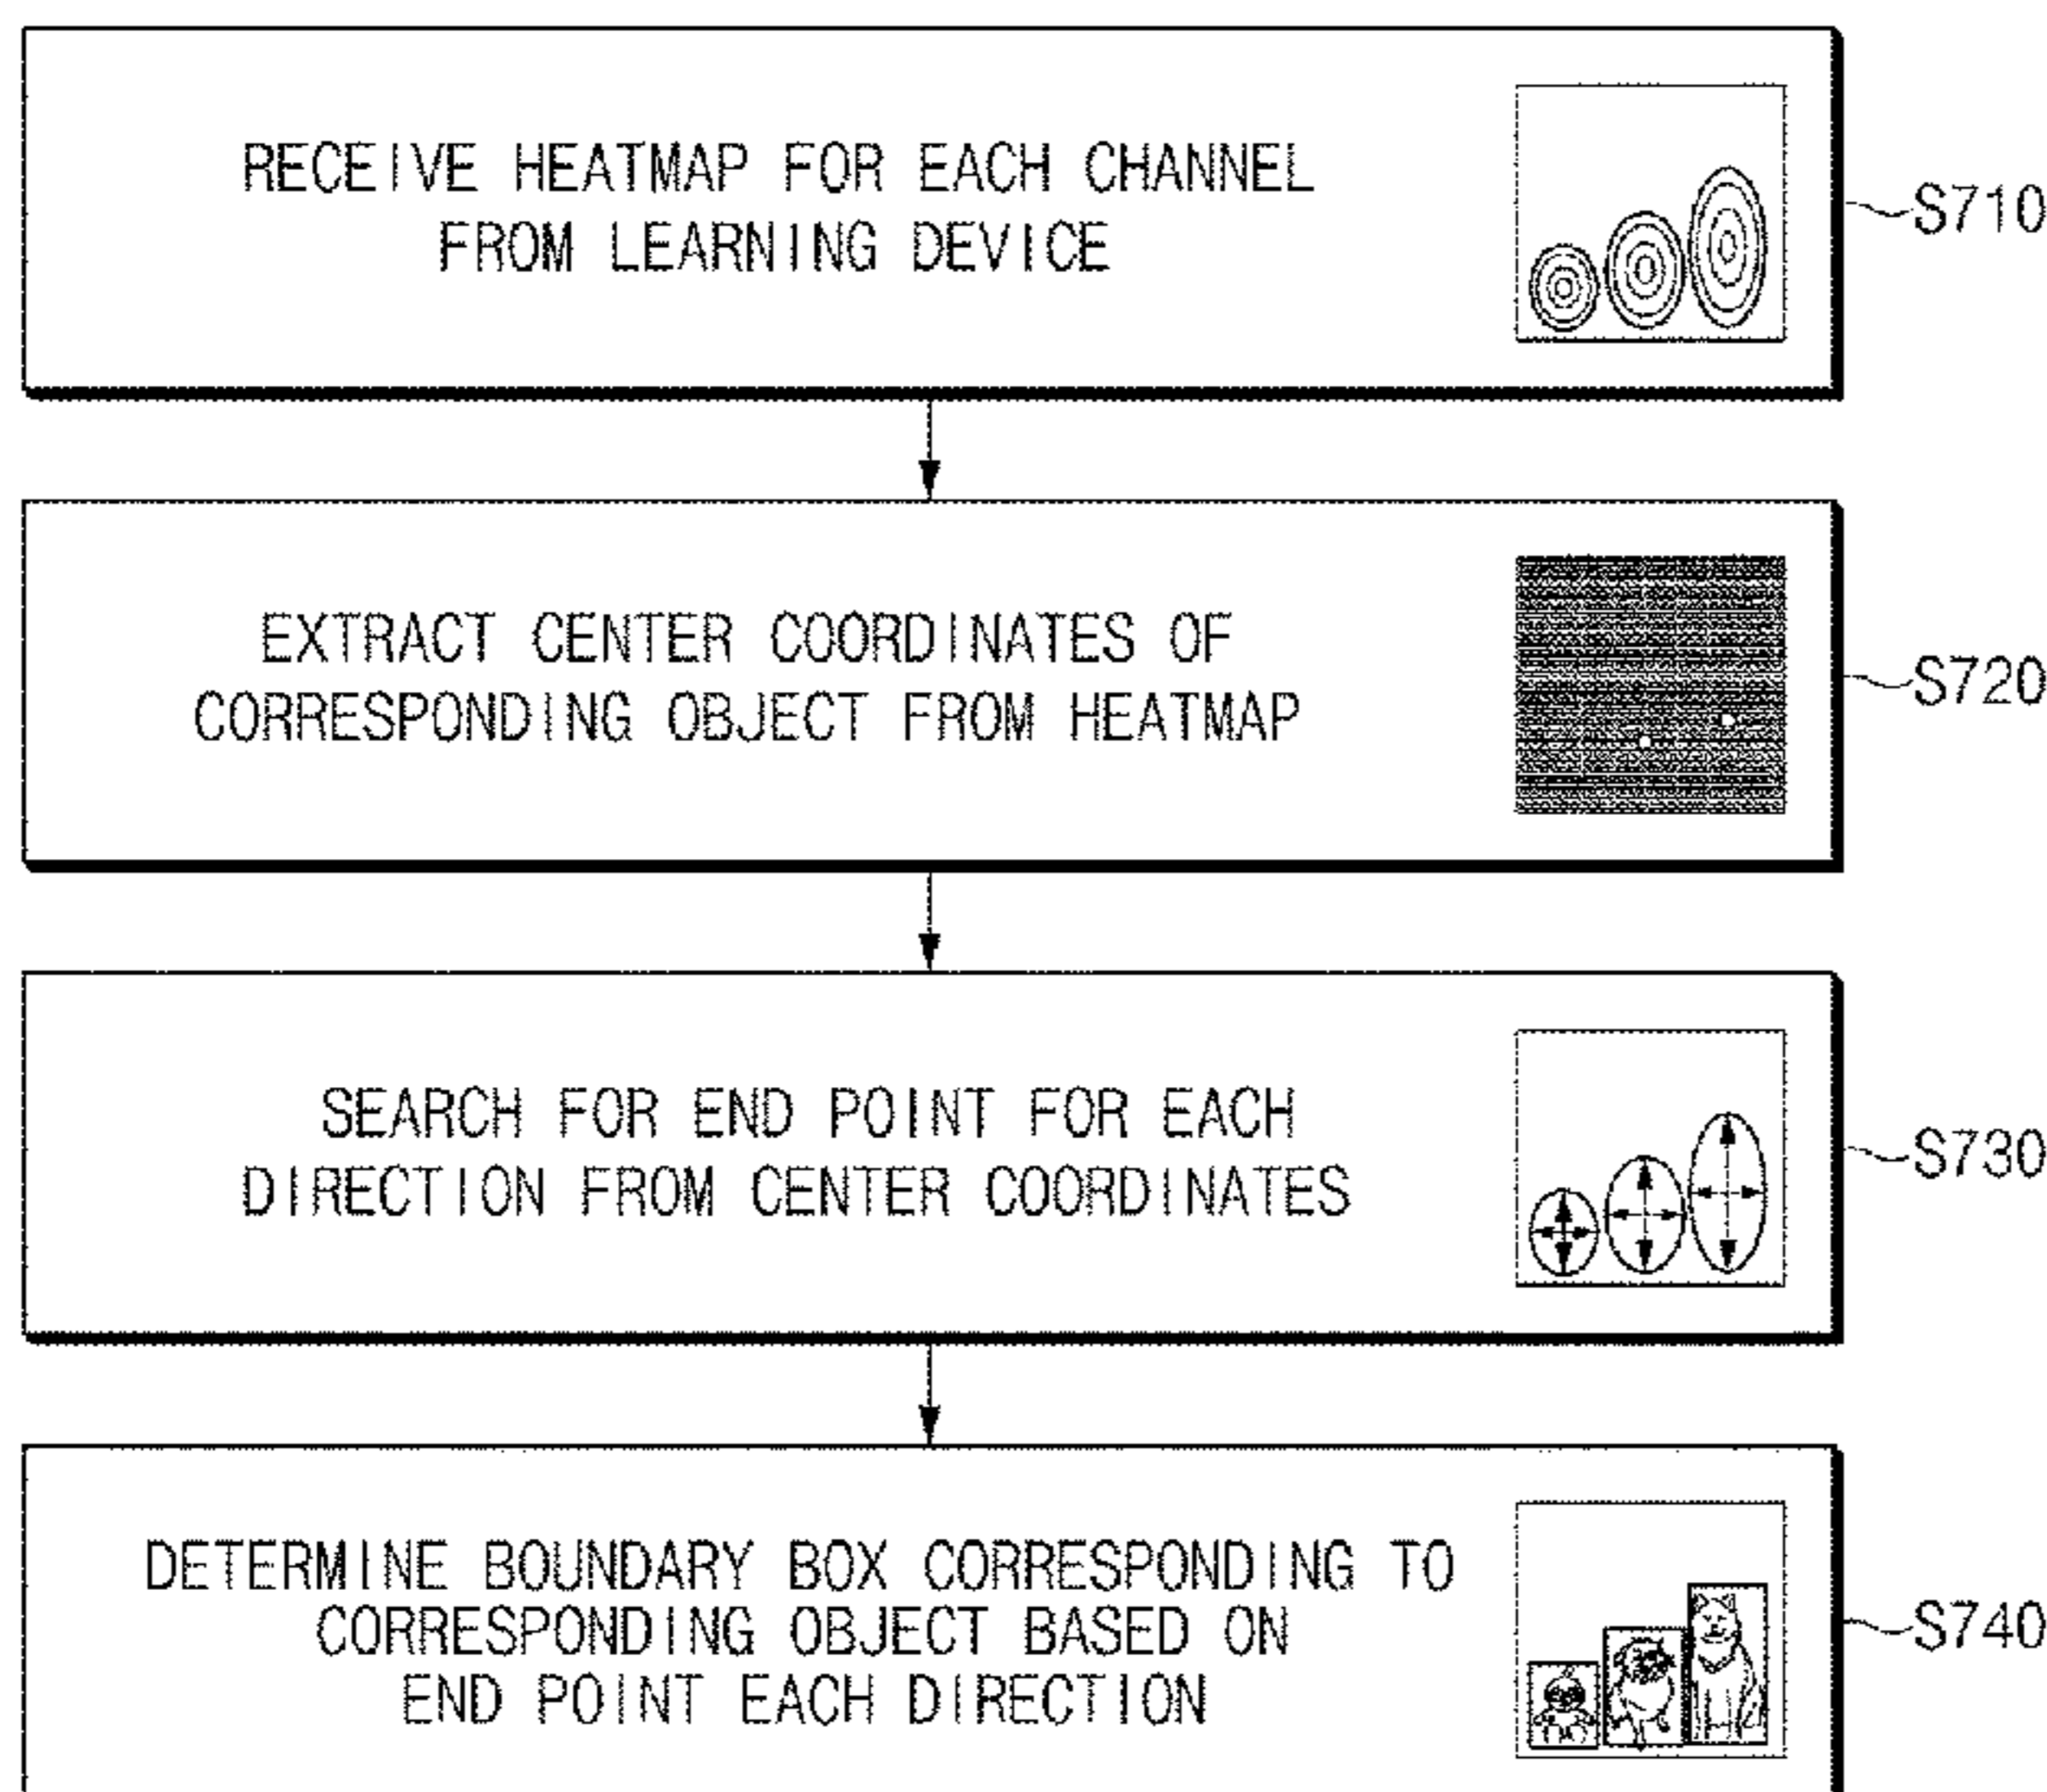 RECEIVE HEATMAP FOR EACH CHANNEL
FROM LEARNING DEVICE
S710
EXTRACT CENTER COORDINATES OF
CORRESPONDING OBJECT FROM HEATMAP
S720
SEARCH FOR END POINT FOR EACH
DIRECTION FROM CENTER COORDINATES
S730
DETERMINE BOUNDARY BOX CORRESPONDING TO
CORRESPONDING OBJECT BASED ON
END POINT EACH DIRECTION
S740